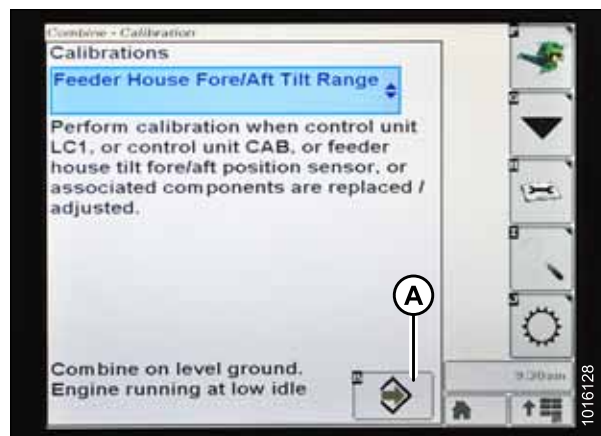 Combine - Calibration
Calibrations
Feeder House Fore/Aft Tilt Range
Perform calibration when control unit
LC1, or control unit CAB, or feeder
house tilt fore/aft position sensor, or
associated components are replaced /
adjusted.
A
Combine on level ground.
Engine running at low idle
9:30am
1016128